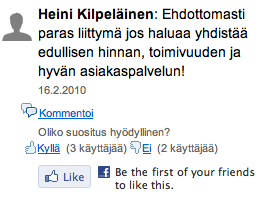 Heini Kilpeläinen: Ehdottomasti
paras liittymä jos haluaa yhdistää
edullisen hinnan, toimivuuden ja
hyvän asiakaspalvelun!
16.2.2010
Kommentoi
Oliko suositus hyödyllinen?
Kyllä (3 käyttäjää) Ei (2 käyttäjää)
Like Be the first of your friends
to like this.